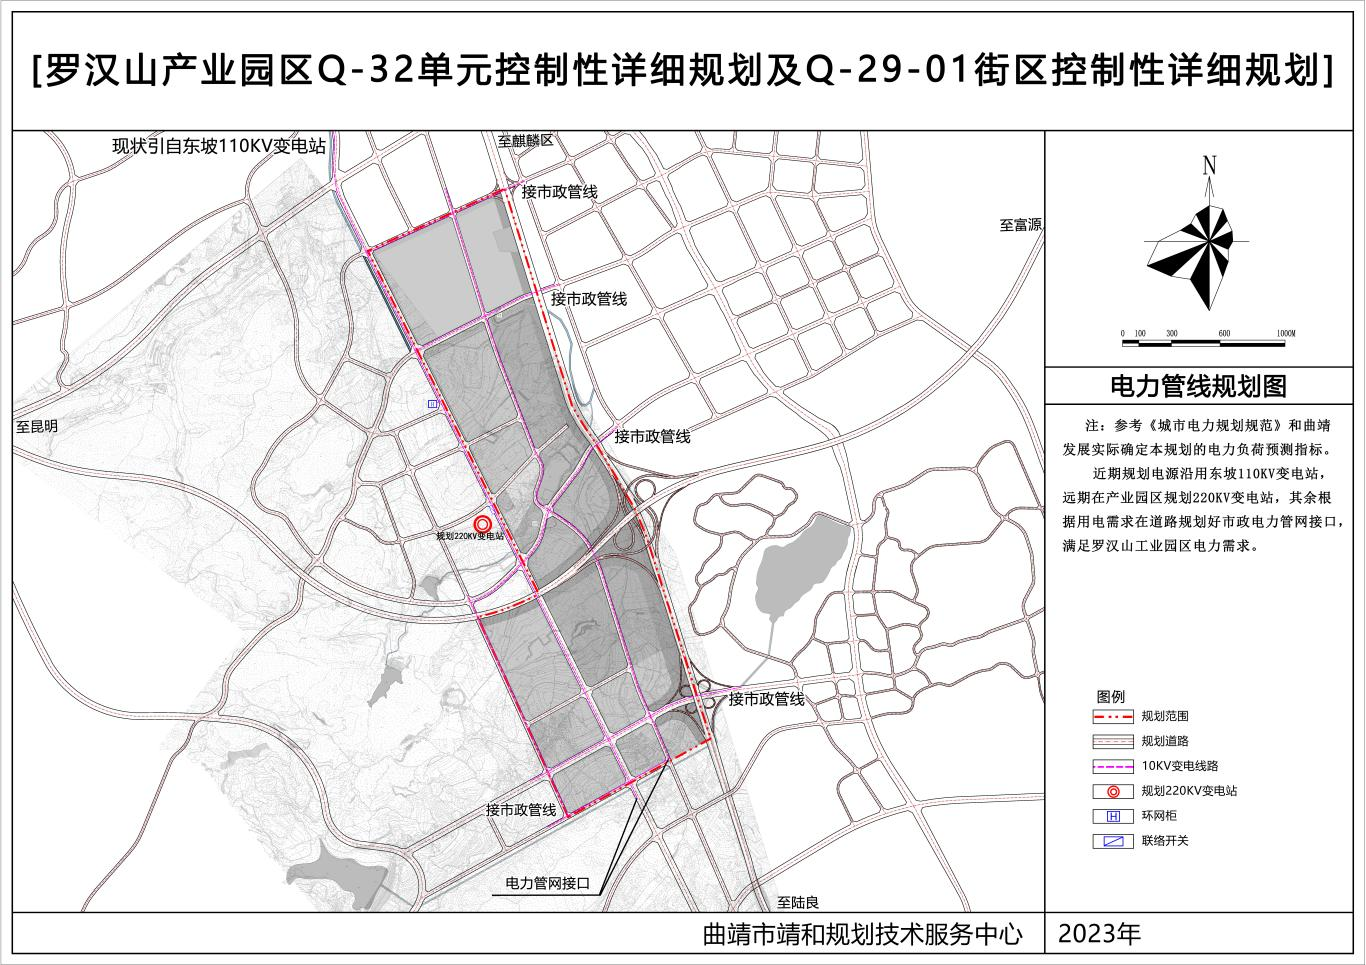 [罗汉山产业园区Q-32单元控制性详细规划及Q-29-01街区控制性详细规划]
现状引自东坡110KV变电站
至麒麟区
接市政管线
至富源
接市政管线
至昆明
接市政管线
规划220KV变电站
接市政管线
接市政管线
电力管网接口
至陆良
N
0 100 300 600 1000M
电力管线规划图
注：参考《城市电力规划规范》和曲靖
发展实际确定本规划的电力负荷预测指标。
近期规划电源沿用东坡110KV变电站，
远期在产业园区规划220KV变电站，其余根
据用电需求在道路规划好市政电力管网接口，
满足罗汉山工业园区电力需求。
图例
规划范围
规划道路
10KV变电线路
规划220KV变电站
H 环网柜
联络开关
曲靖市靖和规划技术服务中心
2023年